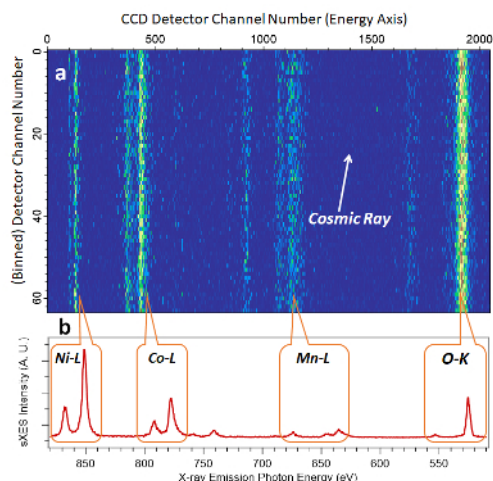 CCD Detector Channel Number (Energy Axis)
0 500 1000 1500 2000
a
(Binned) Detector Channel Number
0
20
40
60
Cosmic Ray
b
Ni-L Co-L Mn-L O-K
sXES Intensity (A. U.)
850 800 750 700 650 600 550
X-ray Emission Photon Energy (eV)